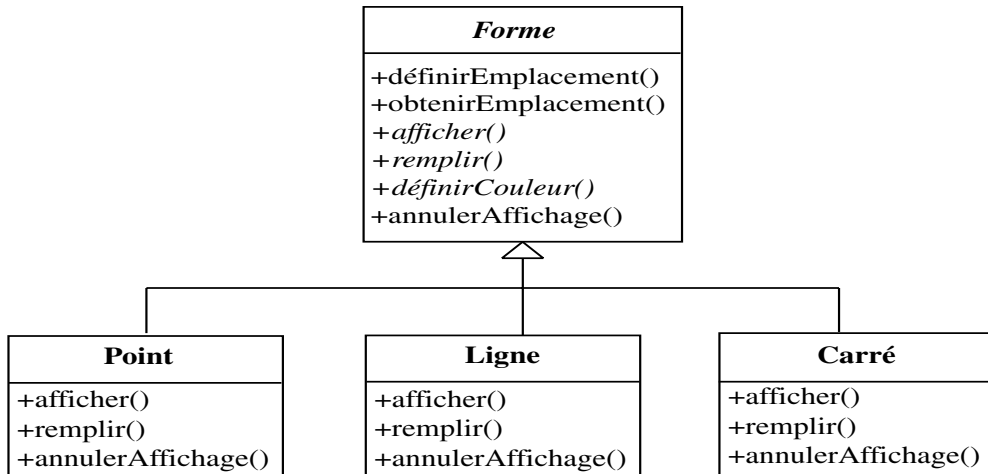 Forme
+définirEmplacement()
+obtenirEmplacement()
+afficher()
+remplir()
+définirCouleur()
+annulerAffichage()
Point
+afficher()
+remplir()
+annulerAffichage()
Ligne
+afficher()
+remplir()
+annulerAffichage()
Carré
+afficher()
+remplir()
+annulerAffichage()